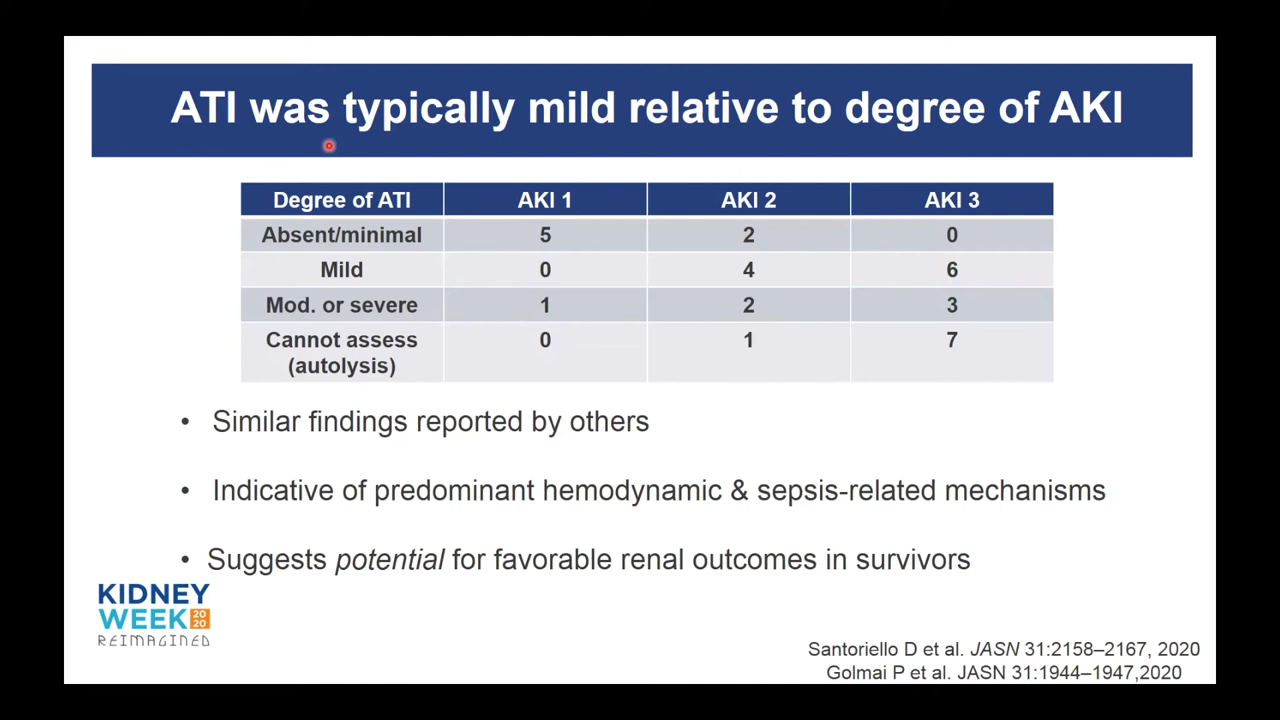 ATI was typically mild relative to degree of AKI
Degree of ATI AKI 1 AKI 2 AKI 3
Absent/minimal 5 2 0
Mild 0 4 6
Mod. or severe 1 2 3
Cannot assess 0 1 7
(autolysis)
• Similar findings reported by others
• Indicative of predominant hemodynamic & sepsis-related mechanisms
• Suggests potential for favorable renal outcomes in survivors
KIDNEY
WEEK 20
20
REIMAGINED
Santoriello D et al. JASN 31:2158–2167, 2020
Golmai P et al. JASN 31:1944–1947,2020